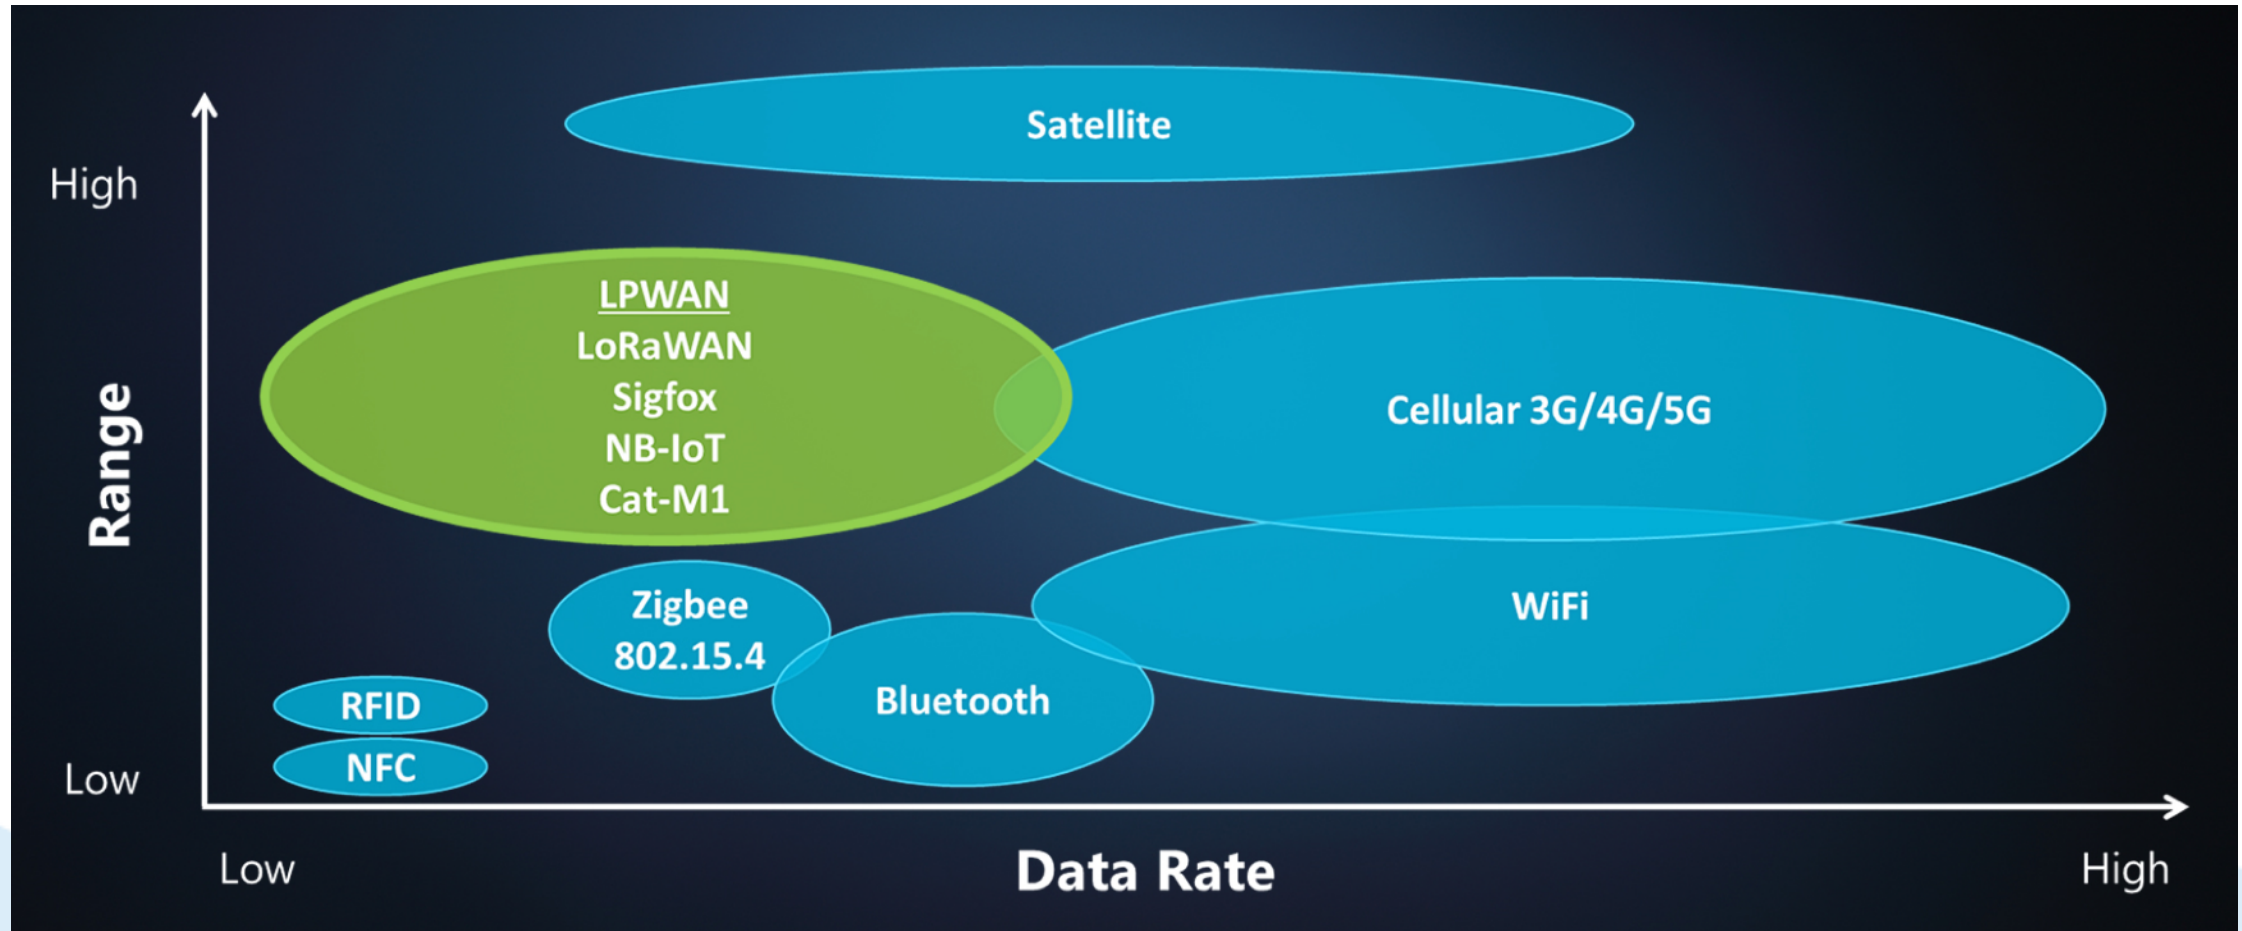 Satellite
High
LPWAN
LoRaWAN
Sigfox
NB-IoT
Cat-M1
Cellular 3G/4G/5G
Range
Zigbee
802.15.4
WiFi
Bluetooth
RFID
NFC
Low
Low
Data Rate
High